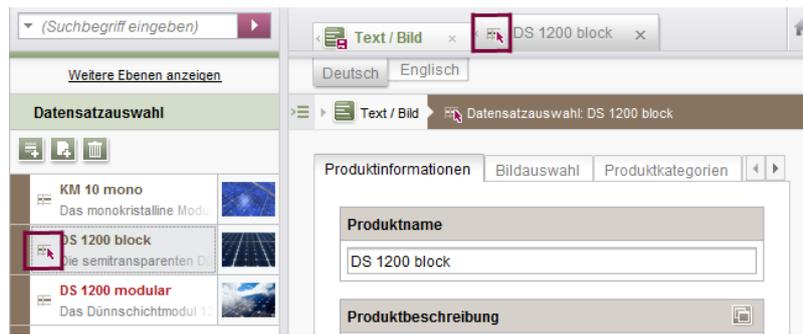 (Suchbegriff eingeben)
Weitere Ebenen anzeigen
Datensatzauswahl
KM 10 mono
Das monokristalline Modu
DS 1200 block
Die semitransparenten Dü
DS 1200 modular
Das Dünnschichtmodul 12
Text / Bild
DS 1200 block
Deutsch
Englisch
Text / Bild
Datensatzauswahl: DS 1200 block
Produktinformationen
Bildauswahl
Produktkategorien
Produktname
DS 1200 block
Produktbeschreibung